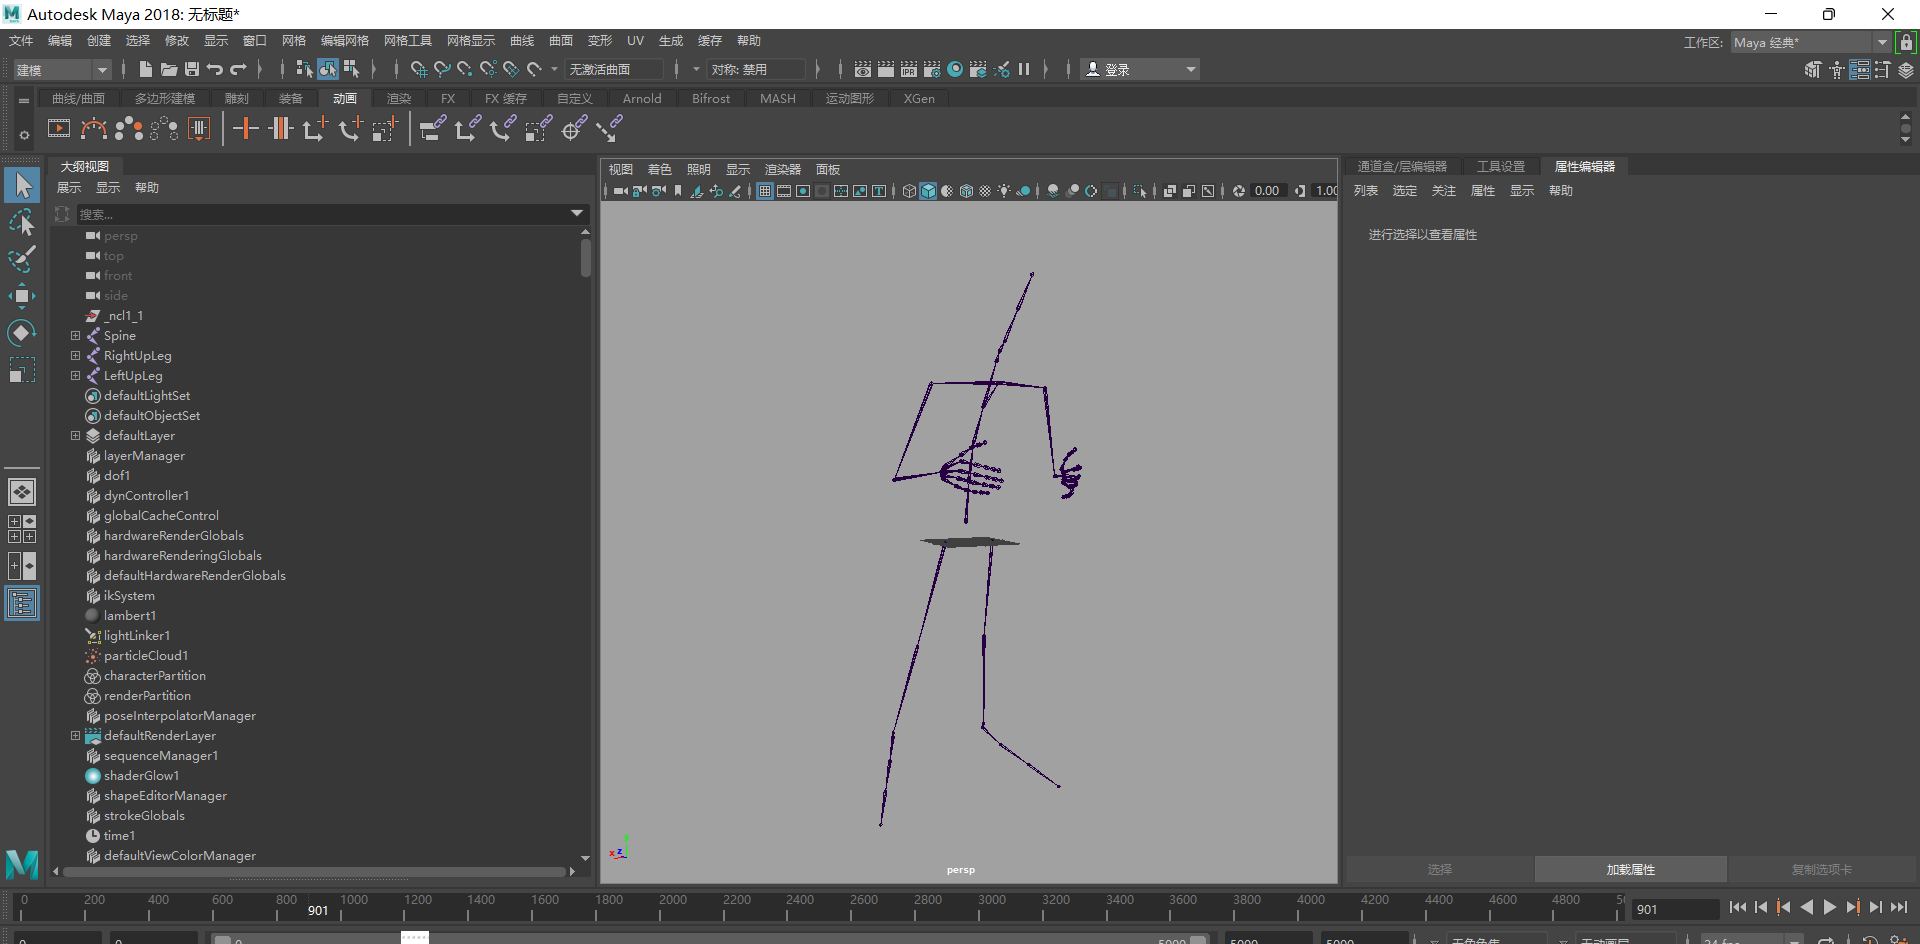 Autodesk Maya 2018: 无标题*
文件 编辑 创建 选择 修改 显示 窗口 网格 编辑网格 网格工具 网格显示 曲线 曲面 变形 UV 生成 缓存 帮助
工作区: Maya 经典*
建模 无激活曲面 对称: 禁用 登录
曲线/曲面 多边形建模 雕刻 装备 动画 渲染 FX FX 缓存 自定义 Arnold Bifrost MASH 运动图形 XGen
大纲视图
展示 显示 帮助
搜索...
persp
top
front
side
_ncl1_1
Spine
RightUpLeg
LeftUpLeg
defaultLightSet
defaultObjectSet
defaultLayer
layerManager
dof1
dynController1
globalCacheControl
hardwareRenderGlobals
hardwareRenderingGlobals
defaultHardwareRenderGlobals
ikSystem
lambert1
lightLinker1
particleCloud1
characterPartition
renderPartition
poseInterpolatorManager
defaultRenderLayer
sequenceManager1
shaderGlow1
shapeEditorManager
strokeGlobals
time1
defaultViewColorManager
视图 着色 照明 显示 渲染器 面板
IPR
0.00 1.00
Y
X Z
persp
通道盒/层编辑器 工具设置 属性编辑器
列表 选定 关注 属性 显示 帮助
进行选择以查看属性
选择 加载属性 复制选项卡
0 200 400 600 800 1000 1200 1400 1600 1800 2000 2200 2400 2600 2800 3000 3200 3400 3600 3800 4000 4200 4400 4600 4800
901
901
0 0 0 5000 5000 5000 无角色集 无动画层 24 fps